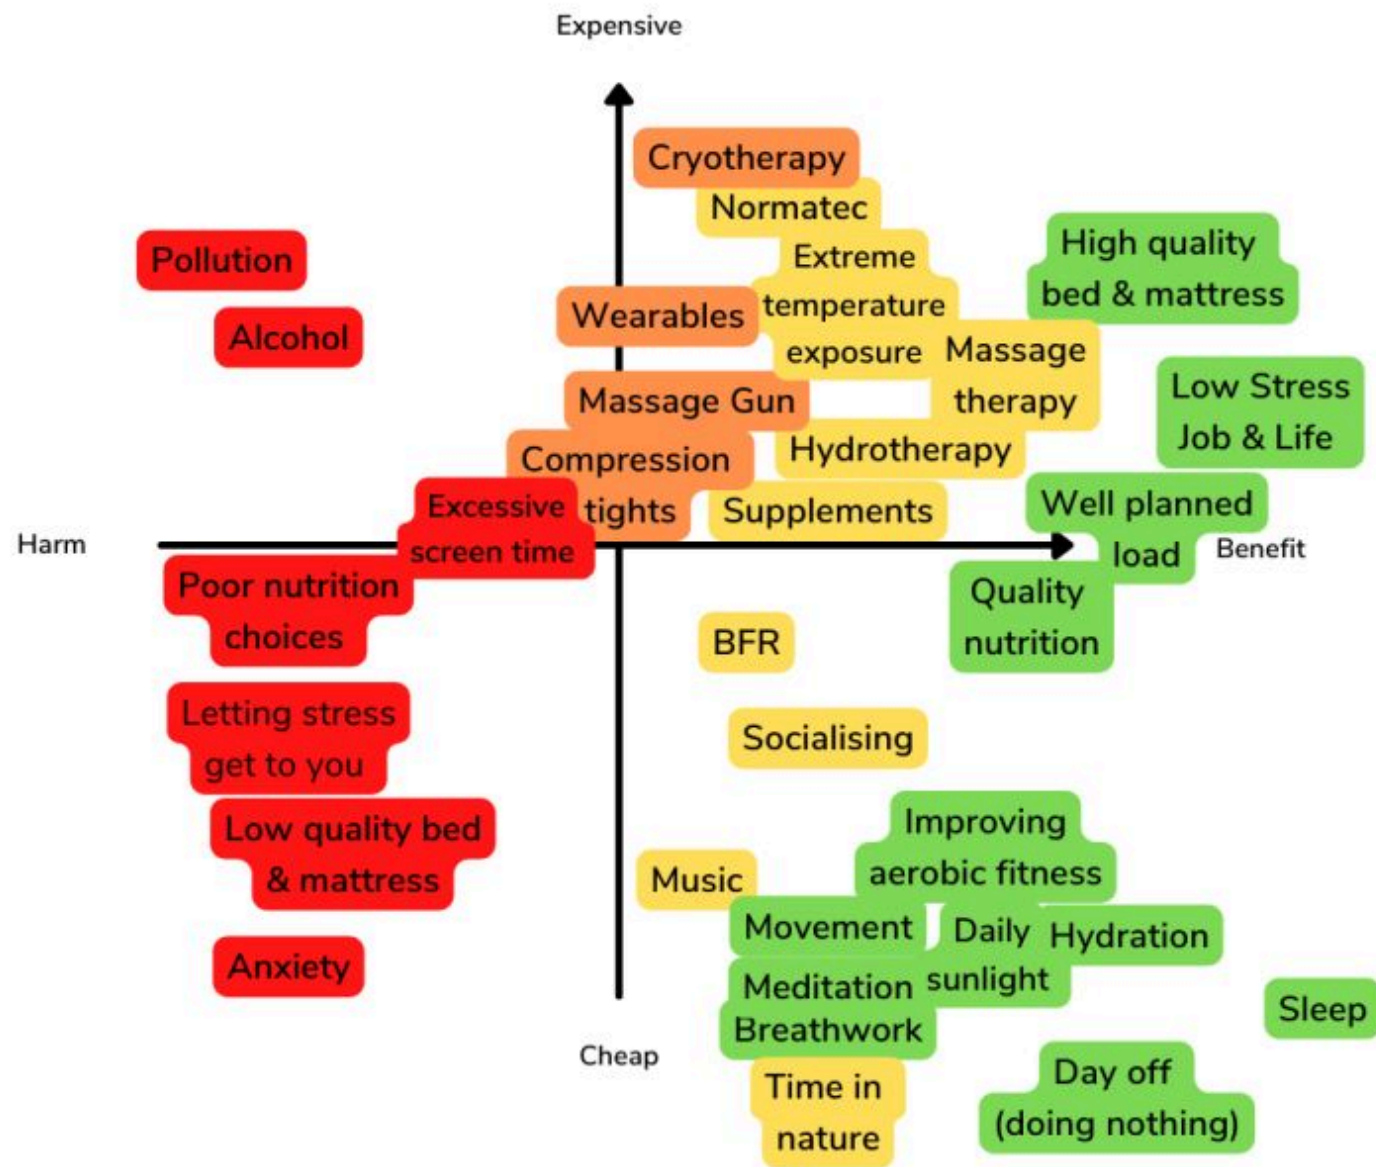 Expensive
Cryotherapy
Normatec
Pollution
High quality
bed & mattress
Extreme
temperature
exposure
Alcohol
Wearables
Massage
therapy
Low Stress
Job & Life
Massage Gun
Hydrotherapy
Compression
tights
Excessive
screen time
Supplements
Well planned
load
Harm
Benefit
Poor nutrition
choices
Quality
nutrition
BFR
Letting stress
get to you
Socialising
Low quality bed
& mattress
Improving
aerobic fitness
Music
Movement
Daily
sunlight
Hydration
Anxiety
Meditation
Breathwork
Sleep
Cheap
Time in
nature
Day off
(doing nothing)